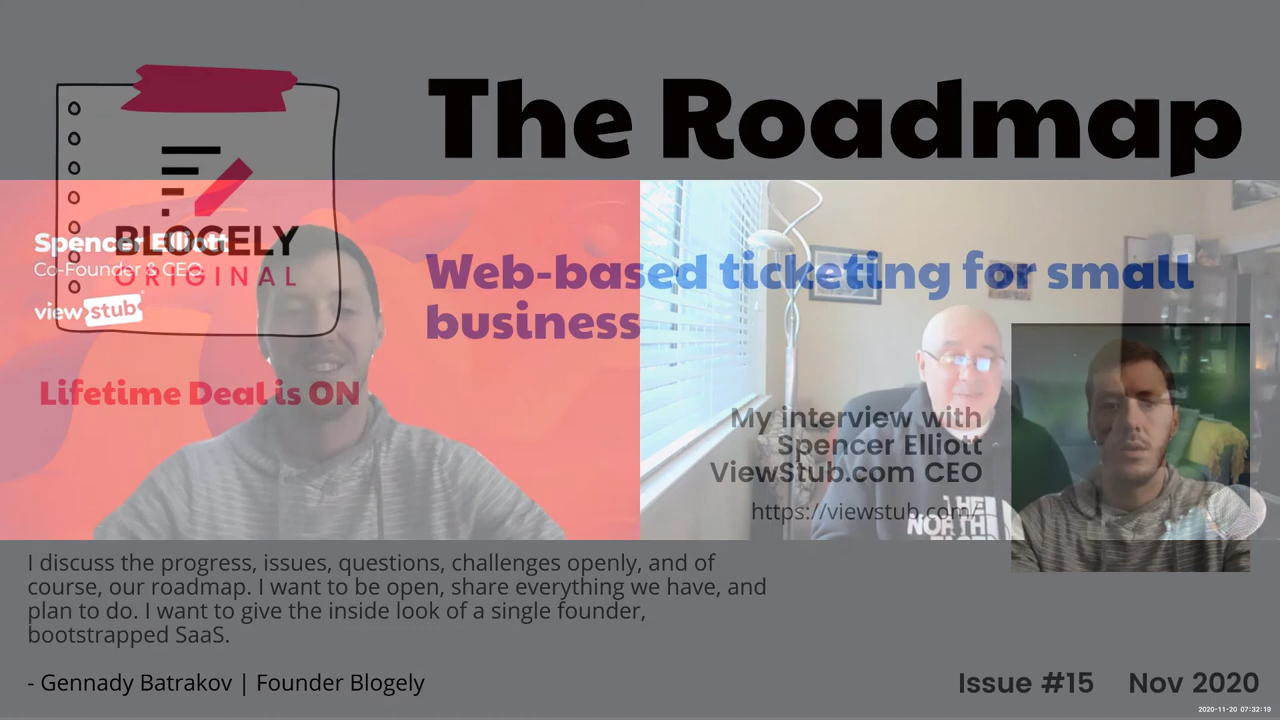 The Roadmap
Spencer Elliott
Co-Founder & CEO
view stub
BLOGELY
ORIGINAL
Web-based ticketing for small
business
Lifetime Deal is ON
My interview with
Spencer Elliott
ViewStub.com CEO
https://viewstub.com/
THE
NORTH
I discuss the progress, issues, questions, challenges openly, and of
course, our roadmap. I want to be open, share everything we have, and
plan to do. I want to give the inside look of a single founder,
bootstrapped SaaS.
- Gennady Batrakov | Founder Blogely
Issue #15 Nov 2020
2020-11-20 07:32:19